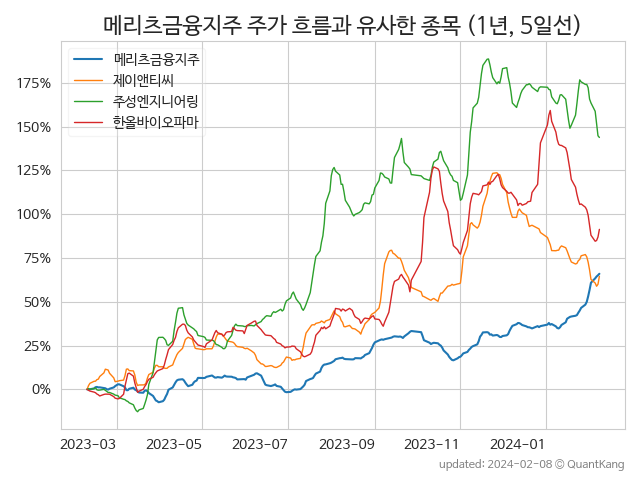 메리츠금융지주 주가 흐름과 유사한 종목 (1년, 5일선)
메리츠금융지주
제이앤티씨
주성엔지니어링
한올바이오파마
175%
150%
125%
100%
75%
50%
25%
0%
2023-03 2023-05 2023-07 2023-09 2023-11 2024-01
updated: 2024-02-08 © QuantKang